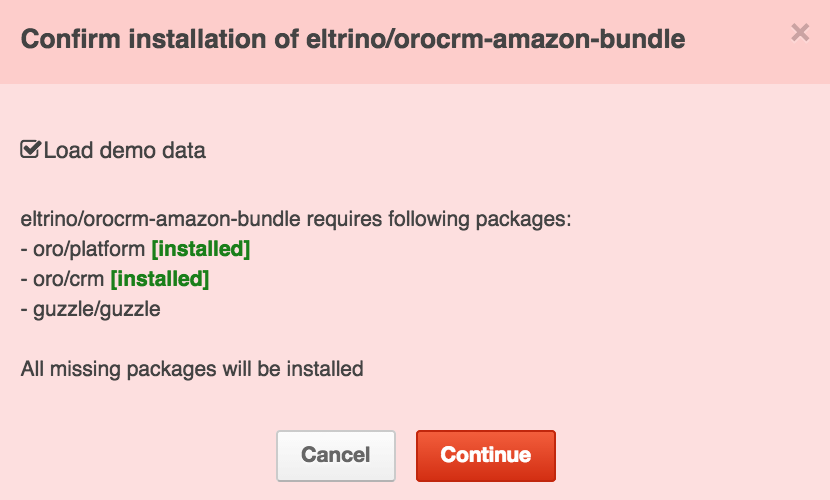 Confirm installation of eltrino/orocrm-amazon-bundle
×
Load demo data
eltrino/orocrm-amazon-bundle requires following packages:
- oro/platform [installed]
- oro/crm [installed]
- guzzle/guzzle
All missing packages will be installed
Cancel
Continue